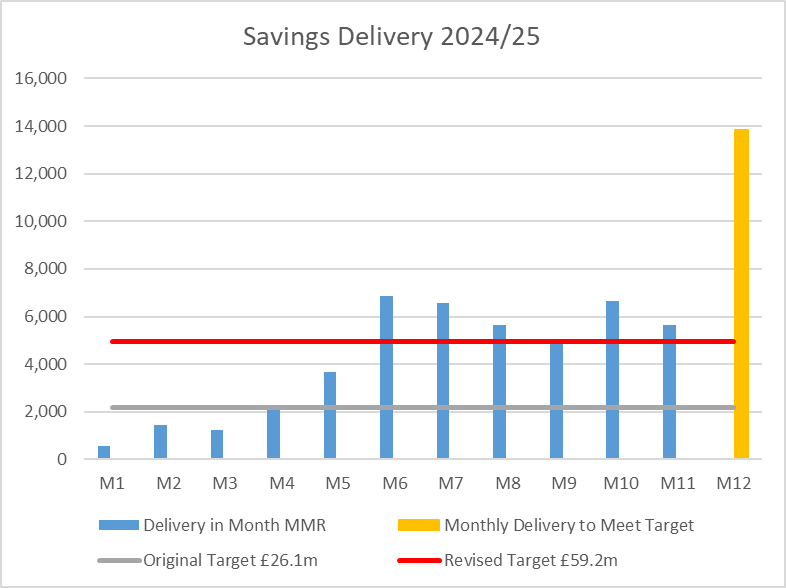 Savings Delivery 2024/25
16,000
14,000
12,000
10,000
8,000
6,000
4,000
2,000
0
M1 M2 M3 M4 M5 M6 M7 M8 M9 M10 M11 M12
Delivery in Month MMR Monthly Delivery to Meet Target
Original Target £26.1m Revised Target £59.2m